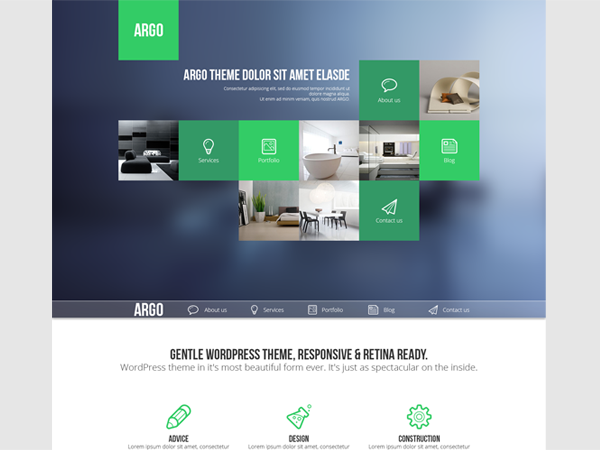 ARGO
ARGO THEME DOLOR SIT AMET ELASDE
Consectetur adipiscing elit, sed do eiusmod tempor incididunt ut
dolore magna aliqua
Ut enim ad minim veniam, quis nostrud ARGO
About us
Services
Portfolio
Blog
Contact us
ARGO
About us
Services
Portfolio
Blog
Contact us
GENTLE WORDPRESS THEME, RESPONSIVE & RETINA READY.
WordPress theme in it's most beautiful form ever. It's just as spectacular on the inside.
ADVICE
DESIGN
CONSTRUCTION
Lorem ipsum dolor sit amet, consectetur
Lorem ipsum dolor sit amet, consectetur
Lorem ipsum dolor sit amet, consectetur